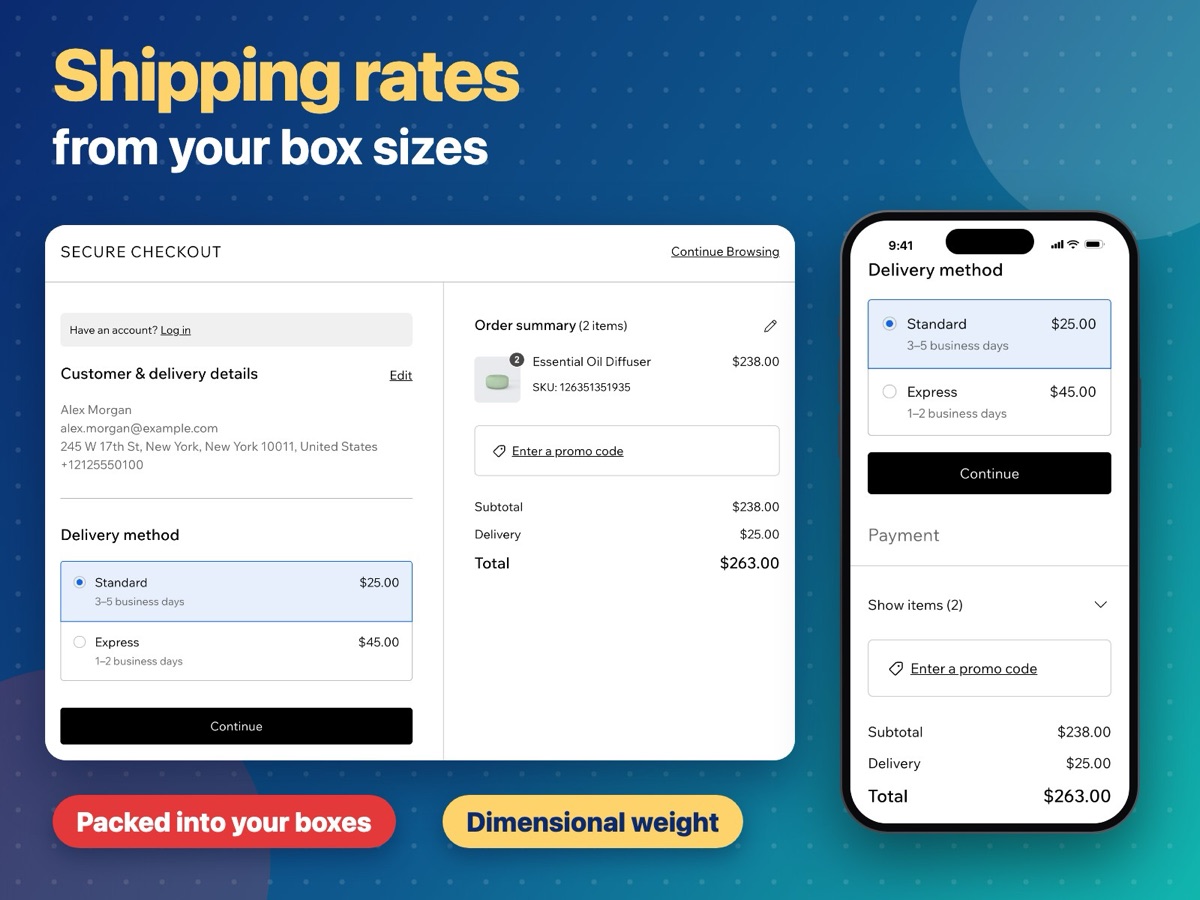 Shipping rates
from your box sizes
SECURE CHECKOUT
Continue Browsing
Have an account? Log in
Customer & delivery details
Edit
Alex Morgan
alex.morgan@example.com
245 W 17th St, New York, New York 10011, United States
+12125550100
Delivery method
Standard $25.00
3–5 business days
Express $45.00
1–2 business days
Continue
Order summary (2 items)
2
Essential Oil Diffuser $238.00
SKU: 126351351935
Enter a promo code
Subtotal $238.00
Delivery $25.00
Total $263.00
9:41
Delivery method
Standard $25.00
3–5 business days
Express $45.00
1–2 business days
Continue
Payment
Show items (2)
Enter a promo code
Subtotal $238.00
Delivery $25.00
Total $263.00
Packed into your boxes
Dimensional weight